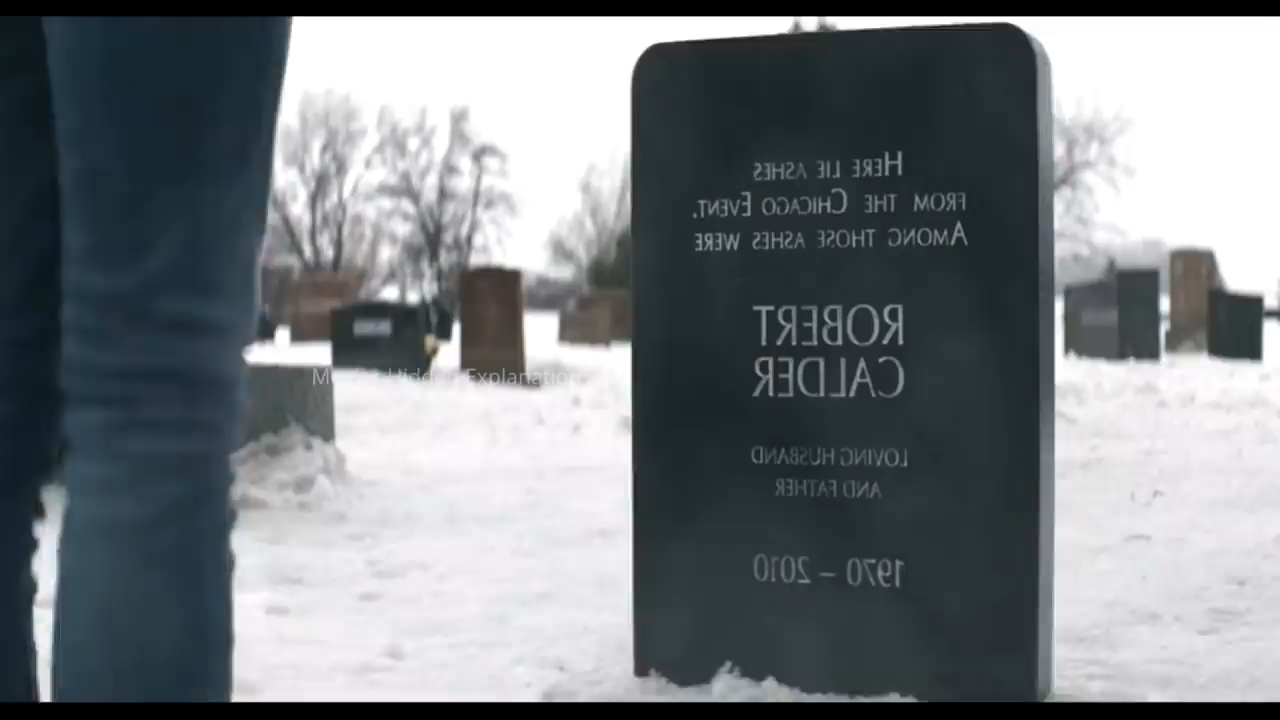 HERE LIE ASHES
FROM THE CHICAGO EVENT.
AMONG THOSE ASHES WERE
ROBERT
CALDER
LOVING HUSBAND
AND FATHER
1970 – 2010
Explanation